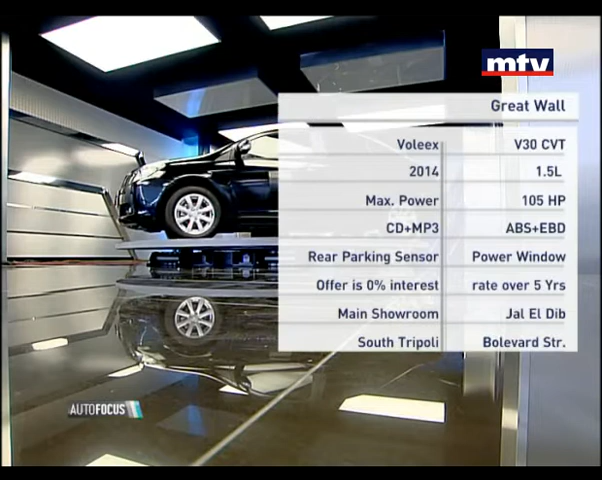 mtv
Great Wall
Voleex V30 CVT
2014 1.5L
Max. Power 105 HP
CD+MP3 ABS+EBD
Rear Parking Sensor Power Window
Offer is 0% interest rate over 5 Yrs
Main Showroom Jal El Dib
South Tripoli Bolevard Str.
AUTOFOCUS